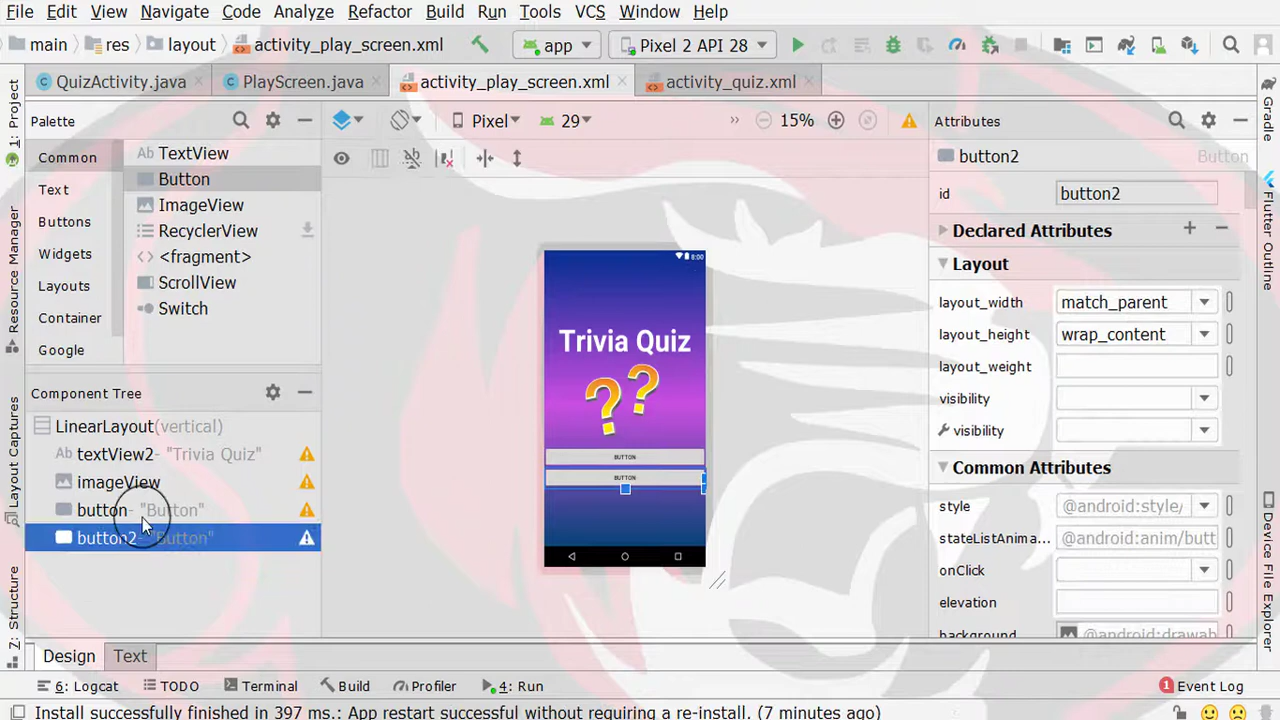 File Edit View Navigate Code Analyze Refactor Build Run Tools VCS Window Help
main res layout activity_play_screen.xml app Pixel 2 API 28
QuizActivity.java PlayScreen.java activity_play_screen.xml activity_quiz.xml
1: Project
Resource Manager
Layout Captures
Z: Structure
Palette
Common
Text
Buttons
Widgets
Layouts
Container
Google
Ab TextView
Button
ImageView
RecyclerView
<fragment>
ScrollView
Switch
Component Tree
LinearLayout(vertical)
Ab textView2- "Trivia Quiz"
imageView
button- "Button"
button2- "Button"
Pixel 29 15%
8:00
Trivia Quiz
??
BUTTON
BUTTON
Attributes
button2 Button
id button2
Declared Attributes
Layout
layout_width match_parent
layout_height wrap_content
layout_weight
visibility
visibility
Common Attributes
style @android:style/
stateListAnima... @android:anim/butt
onClick
elevation
background @android:drawab
Gradle
Flutter Outline
Device File Explorer
Design Text
6: Logcat TODO Terminal Build Profiler 4: Run 1 Event Log
Install successfully finished in 397 ms.: App restart successful without requiring a re-install. (7 minutes ago)